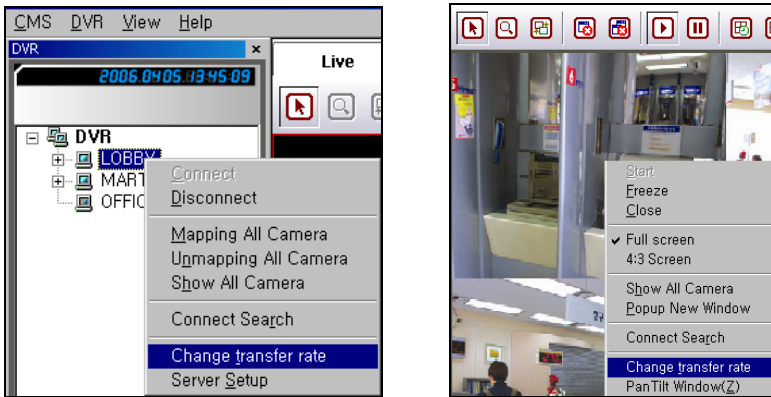 CMS DVR View Help
DVR
2006.04.05. 13:45:09
Live
DVR
LOBBY
MART
OFFIC
Connect
Disconnect
Mapping All Camera
Unmapping All Camera
Show All Camera
Connect Search
Change transfer rate
Server Setup
Start
Freeze
Close
Full screen
4:3 Screen
Show All Camera
Popup New Window
Connect Search
Change transfer rate
PanTilt Window(Z)